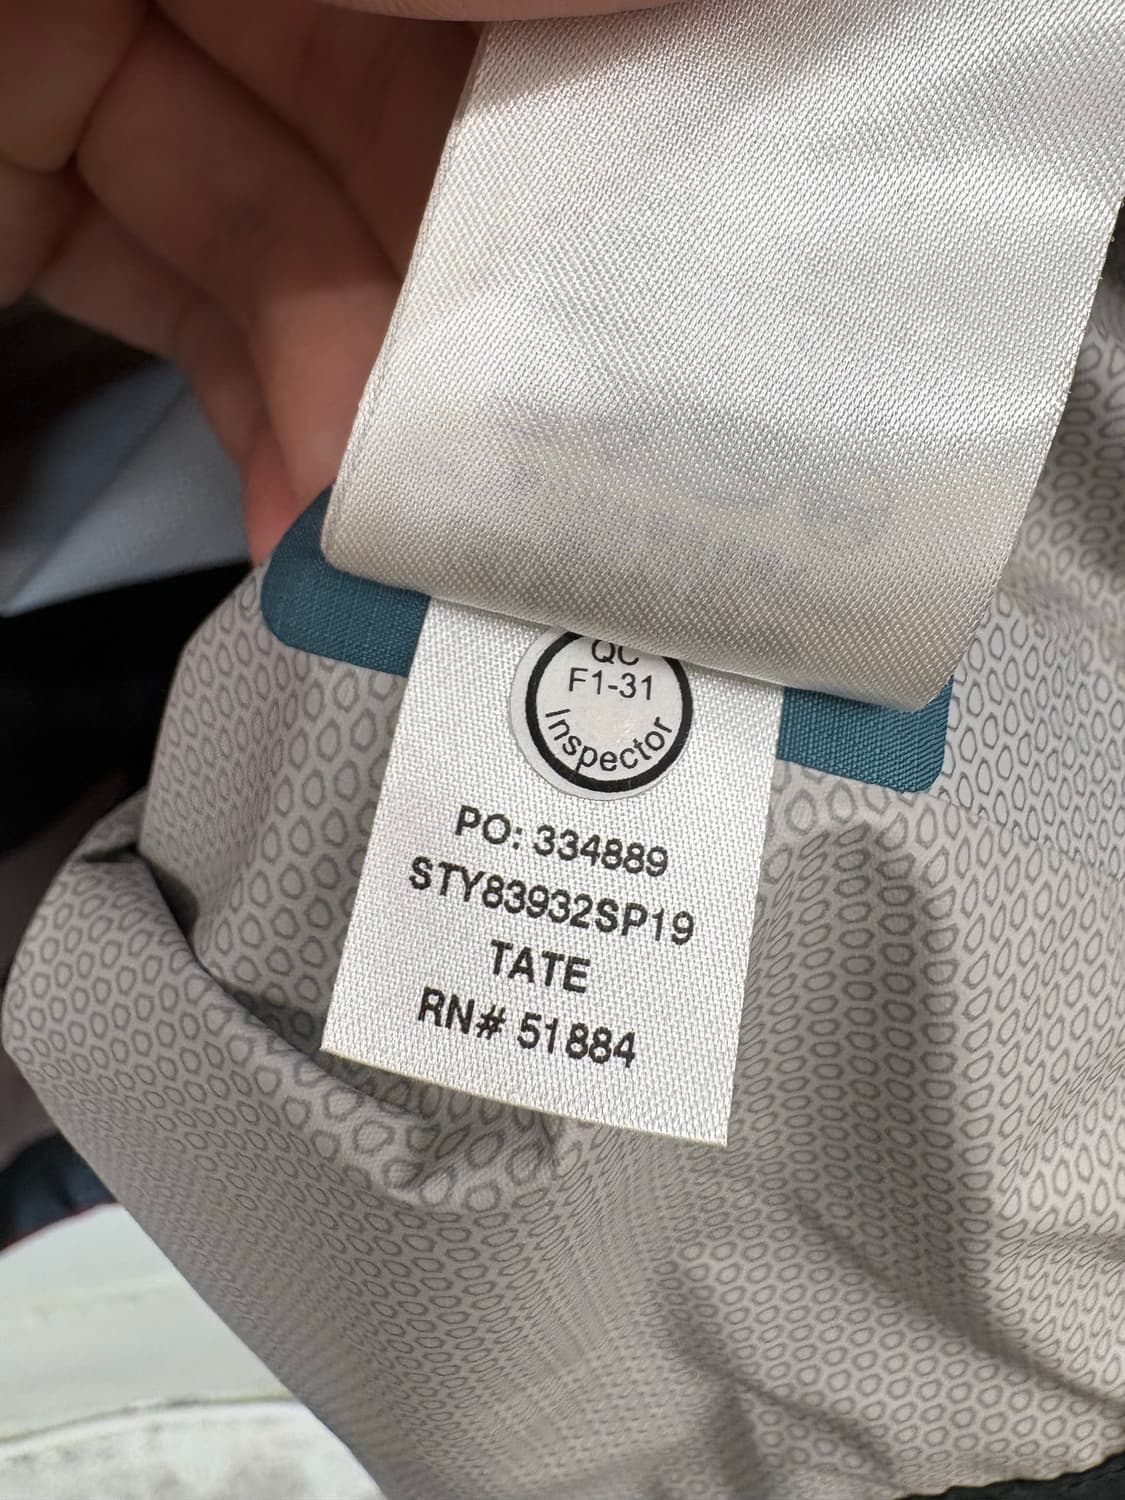 QC
F1-31
Inspector
PO: 334889
STY83932SP19
TATE
RN# 51884